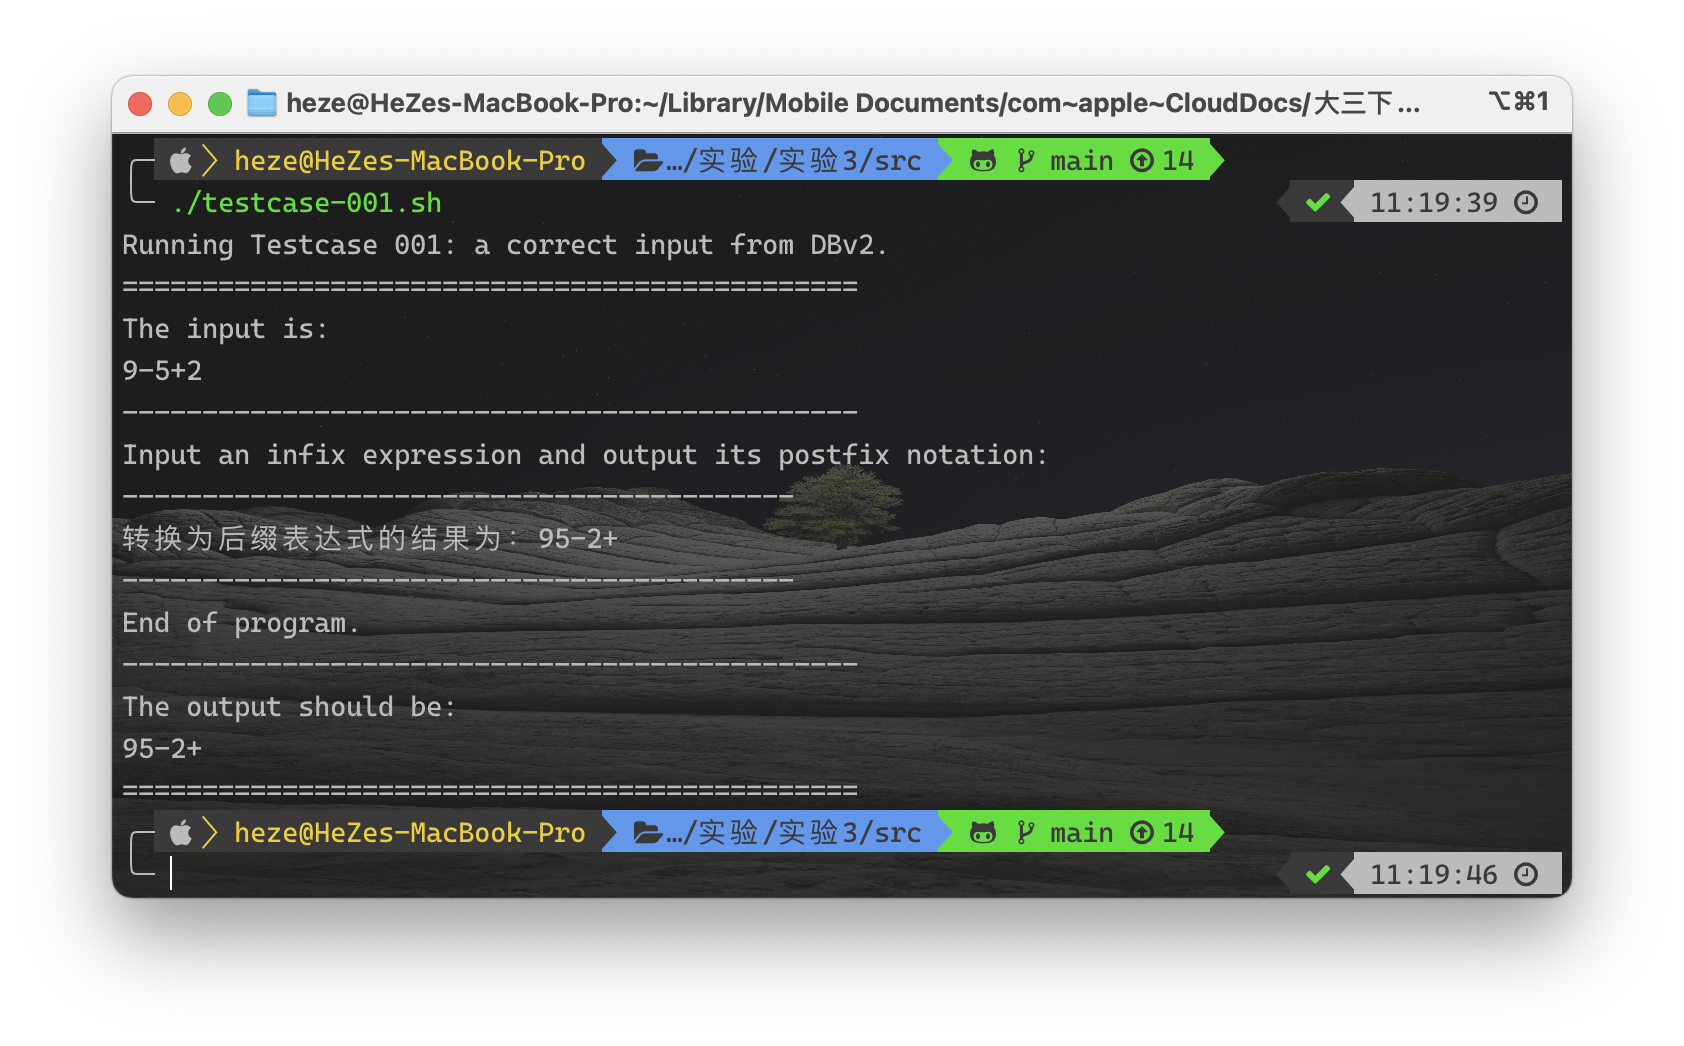 heze@HeZes-MacBook-Pro:~/Library/Mobile Documents/com~apple~CloudDocs/大三下... ⌥⌘1
heze@HeZes-MacBook-Pro …/实验/实验3/src main 14
./testcase-001.sh 11:19:39
Running Testcase 001: a correct input from DBv2.
==============================================
The input is:
9-5+2
----------------------------------------------
Input an infix expression and output its postfix notation:
------------------------------------------
转换为后缀表达式的结果为: 95-2+
------------------------------------------
End of program.
----------------------------------------------
The output should be:
95-2+
==============================================
heze@HeZes-MacBook-Pro …/实验/实验3/src main 14
11:19:46